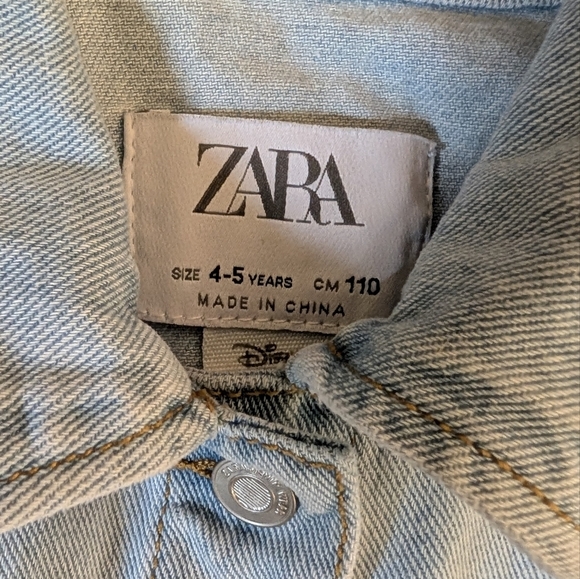 ZARA
SIZE 4-5 YEARS CM 110
MADE IN CHINA